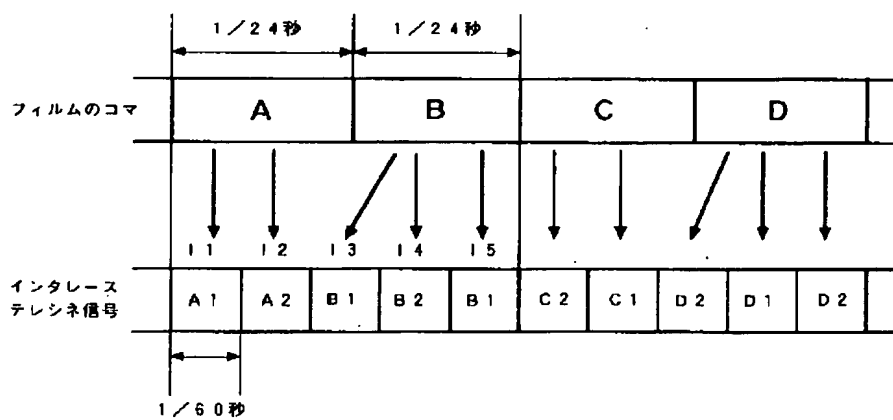 1／24秒 1／24秒
フィルムのコマ A B C D
I1 I2 I3 I4 I5
インタレース
テレシネ信号
A1 A2 B1 B2 B1 C2 C1 D2 D1 D2
1／60秒